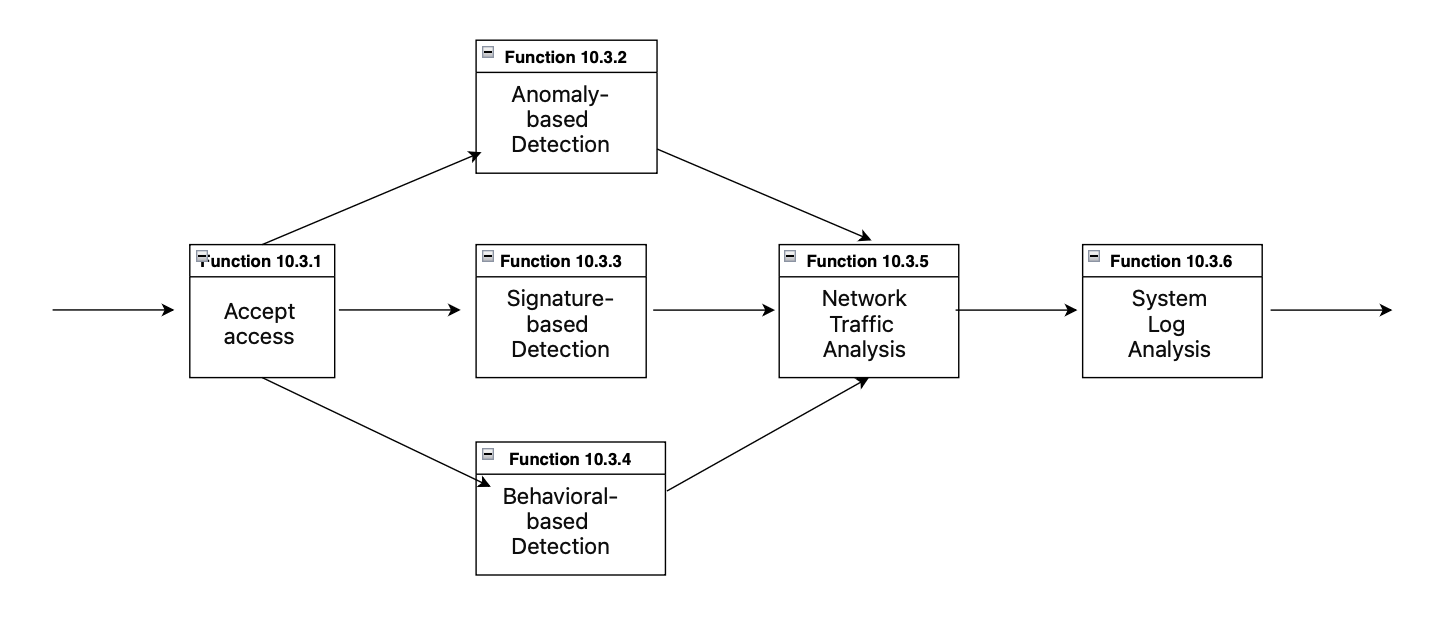 Function 10.3.2
Anomaly-
based
Detection
Function 10.3.1
Accept
access
Function 10.3.3
Signature-
based
Detection
Function 10.3.5
Network
Traffic
Analysis
Function 10.3.6
System
Log
Analysis
Function 10.3.4
Behavioral-
based
Detection